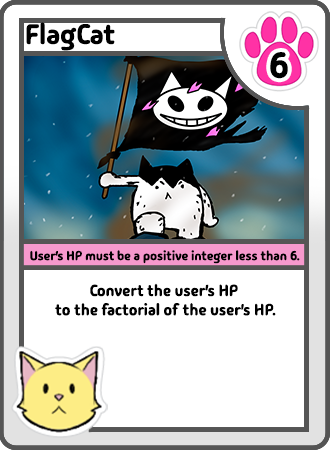 FlagCat
6
User's HP must be a positive integer less than 6.
Convert the user's HP
to the factorial of the user's HP.